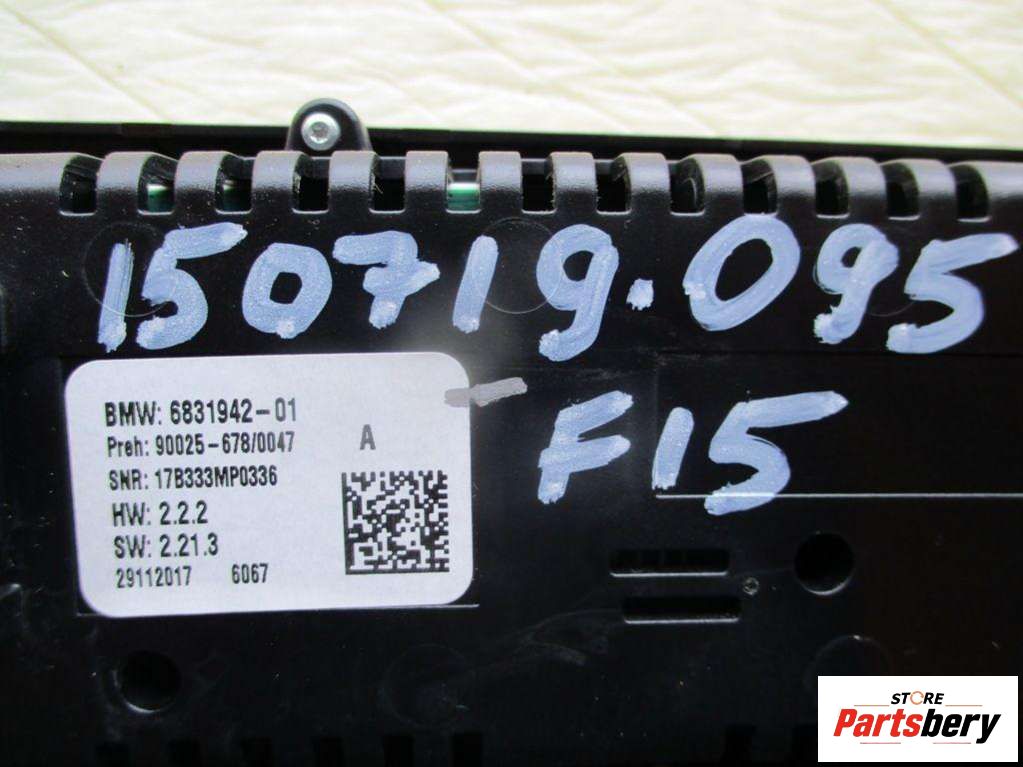 150719.095
F15
BMW: 6831942-01
Preh: 90025-678/0047
A
SNR: 17B333MP0336
HW: 2.2.2
SW: 2.21.3
29112017 6067
STORE
Partsbery